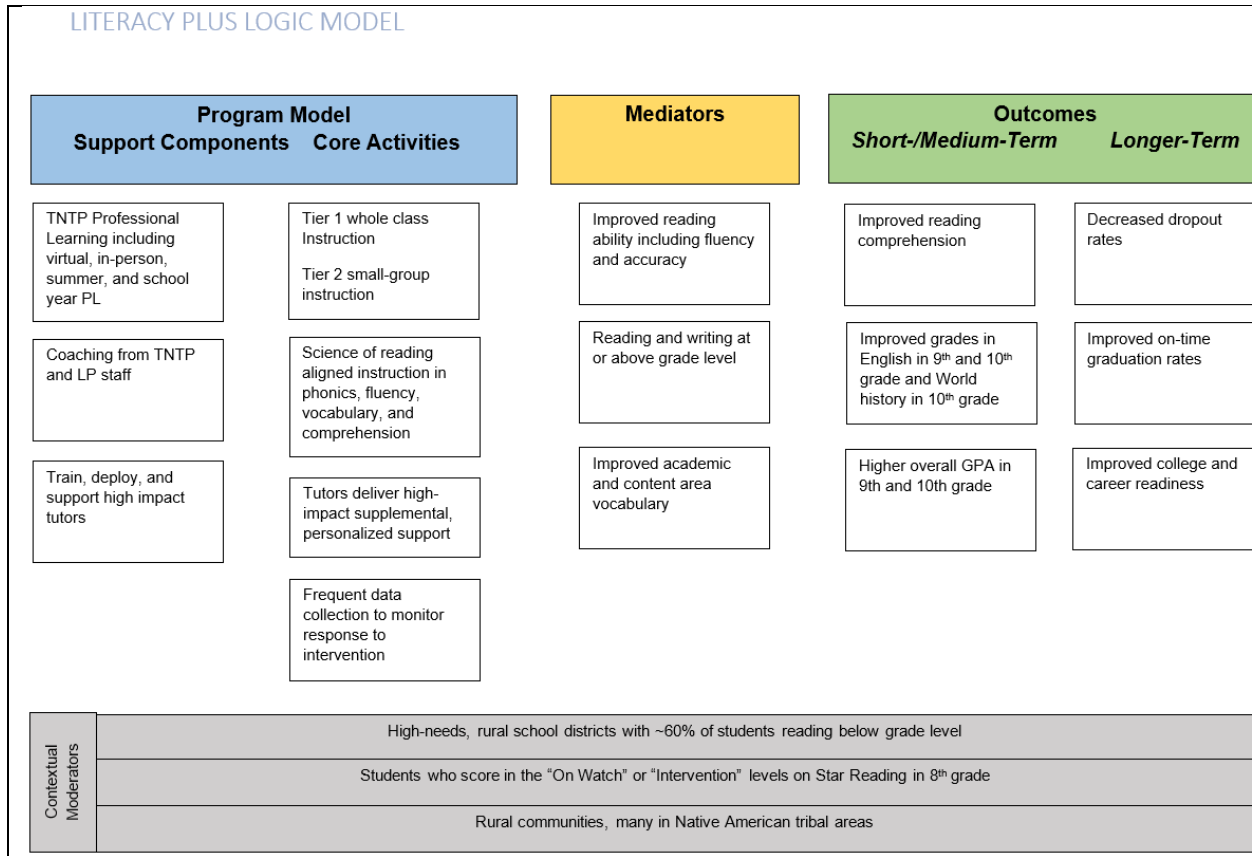 LITERACY PLUS LOGIC MODEL
Program Model
Support Components Core Activities
Mediators
Outcomes
Short-/Medium-Term Longer-Term
TNTP Professional
Learning including
virtual, in-person,
summer, and school
year PL
Coaching from TNTP
and LP staff
Train, deploy, and
support high impact
tutors
Tier 1 whole class
Instruction
Tier 2 small-group
instruction
Science of reading
aligned instruction in
phonics, fluency,
vocabulary, and
comprehension
Tutors deliver high-
impact supplemental,
personalized support
Frequent data
collection to monitor
response to
intervention
Improved reading
ability including fluency
and accuracy
Reading and writing at
or above grade level
Improved academic
and content area
vocabulary
Improved reading
comprehension
Improved grades in
English in 9th and 10th
grade and World
history in 10th grade
Higher overall GPA in
9th and 10th grade
Decreased dropout
rates
Improved on-time
graduation rates
Improved college and
career readiness
Contextual
Moderators
High-needs, rural school districts with ~60% of students reading below grade level
Students who score in the “On Watch” or “Intervention” levels on Star Reading in 8th grade
Rural communities, many in Native American tribal areas